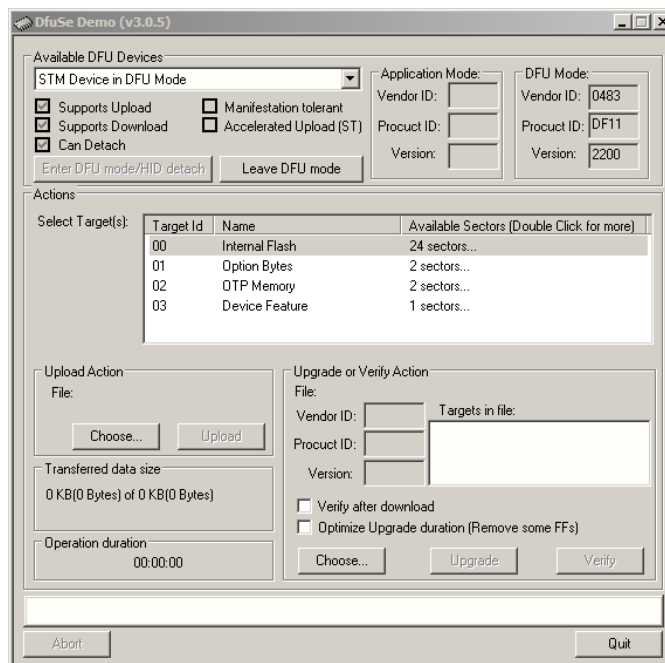 DfuSe Demo (v3.0.5)
Available DFU Devices
STM Device in DFU Mode
Supports Upload
Manifestation tolerant
Supports Download
Accelerated Upload (ST)
Can Detach
Enter DFU mode/HID detach
Leave DFU mode
Application Mode:
Vendor ID:
Procuct ID:
Version:
DFU Mode:
Vendor ID: 0483
Procuct ID: DF11
Version: 2200
Actions
Select Target(s):
Target Id Name Available Sectors (Double Click for more)
00 Internal Flash 24 sectors...
01 Option Bytes 2 sectors...
02 OTP Memory 2 sectors...
03 Device Feature 1 sectors...
Upload Action
File:
Choose... Upload
Transferred data size
0 KB(0 Bytes) of 0 KB(0 Bytes)
Operation duration
00:00:00
Upgrade or Verify Action
File:
Vendor ID:
Procuct ID:
Version:
Targets in file:
Verify after download
Optimize Upgrade duration (Remove some FFs)
Choose... Upgrade Verify
Abort Quit